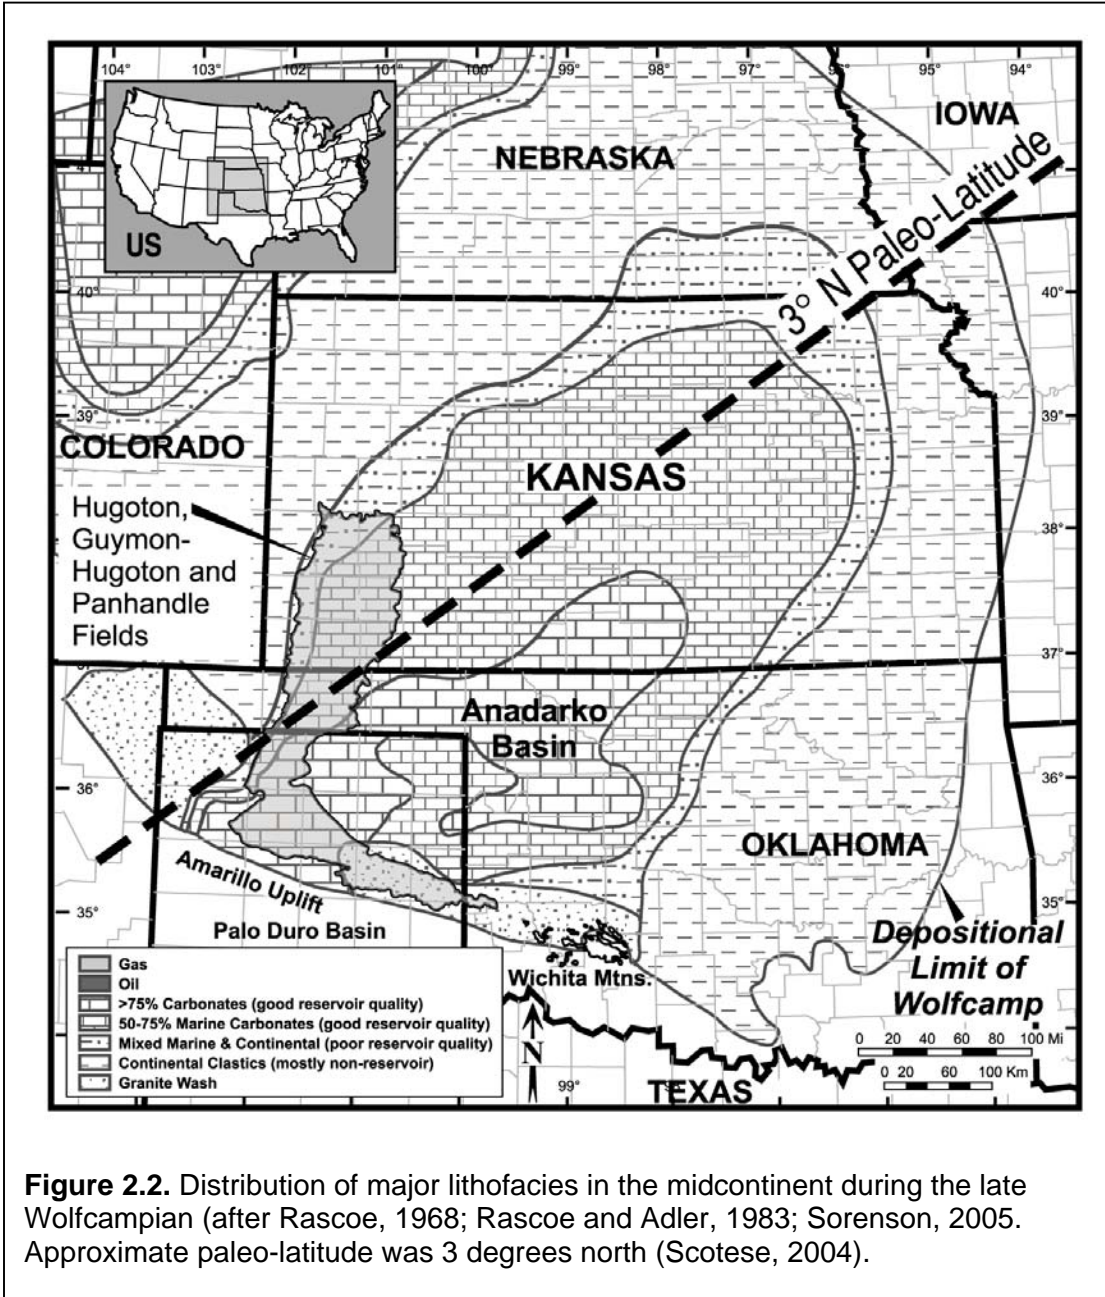 104° 103° 102° 101° 100° 99° 98° 97° 96° 95° 94°
IOWA
NEBRASKA
US
3° N Paleo-Latitude
40° 40°
39° 39°
COLORADO
KANSAS
Hugoton,
Guymon-
Hugoton and
Panhandle
Fields
38°
37°
Anadarko
Basin
36° 36°
OKLAHOMA
Amarillo Uplift
35° 35°
Palo Duro Basin
Depositional
Limit of
Wolfcamp
Wichita Mtns.
Gas
Oil
>75% Carbonates (good reservoir quality)
50-75% Marine Carbonates (good reservoir quality)
Mixed Marine & Continental (poor reservoir quality)
Continental Clastics (mostly non-reservoir)
Granite Wash
N
99°
TEXAS
0 20 40 60 80 100 Mi
0 20 60 100 Km
Figure 2.2. Distribution of major lithofacies in the midcontinent during the late
Wolfcampian (after Rascoe, 1968; Rascoe and Adler, 1983; Sorenson, 2005.
Approximate paleo-latitude was 3 degrees north (Scotese, 2004).